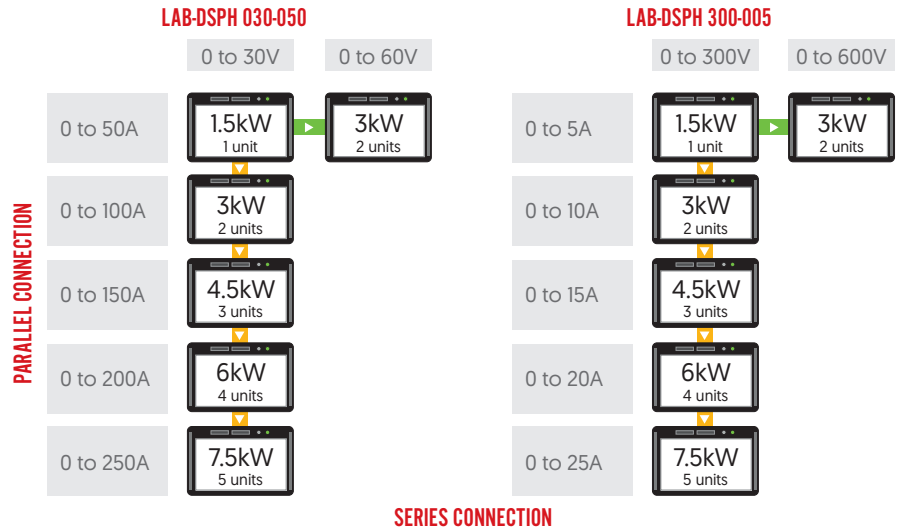 LAB-DSPH 030-050
0 to 30V
0 to 60V
0 to 50A
1.5kW
1 unit
3kW
2 units
0 to 100A
3kW
2 units
0 to 150A
4.5kW
3 units
0 to 200A
6kW
4 units
0 to 250A
7.5kW
5 units
PARALLEL CONNECTION
LAB-DSPH 300-005
0 to 300V
0 to 600V
0 to 5A
1.5kW
1 unit
3kW
2 units
0 to 10A
3kW
2 units
0 to 15A
4.5kW
3 units
0 to 20A
6kW
4 units
0 to 25A
7.5kW
5 units
SERIES CONNECTION